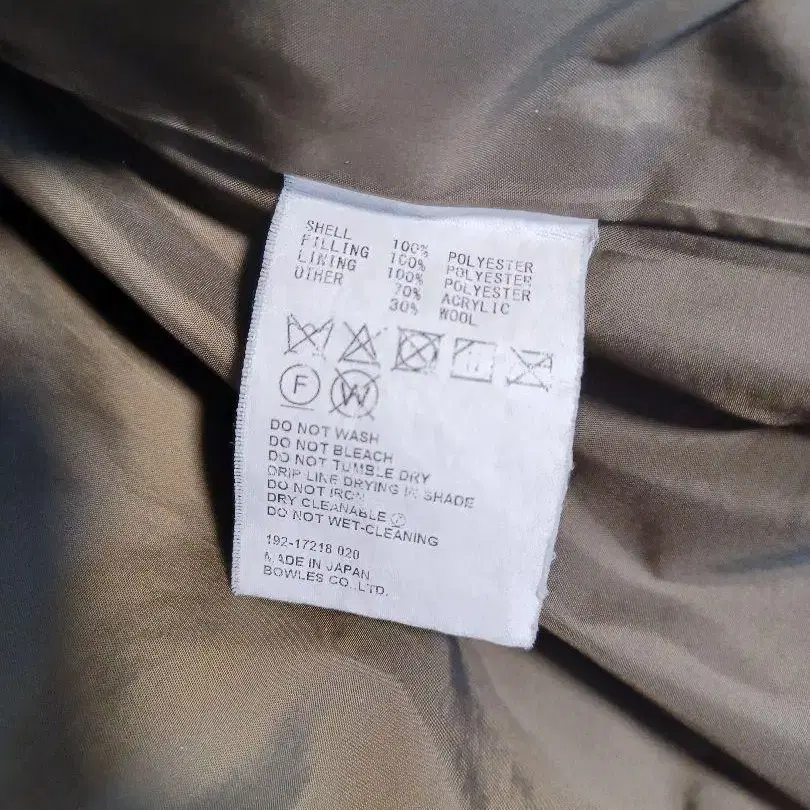 SHELL 100% POLYESTER
FILLING 100% POLYESTER
LINING 100% POLYESTER
OTHER 70% ACRYLIC
30% WOOL
F W
DO NOT WASH
DO NOT BLEACH
DO NOT TUMBLE DRY
DRIP LINE DRYING IN SHADE
DO NOT IRON
DRY CLEANABLE Ⓕ
DO NOT WET-CLEANING
192-17218 020
MADE IN JAPAN
BOWLES CO.,LTD.